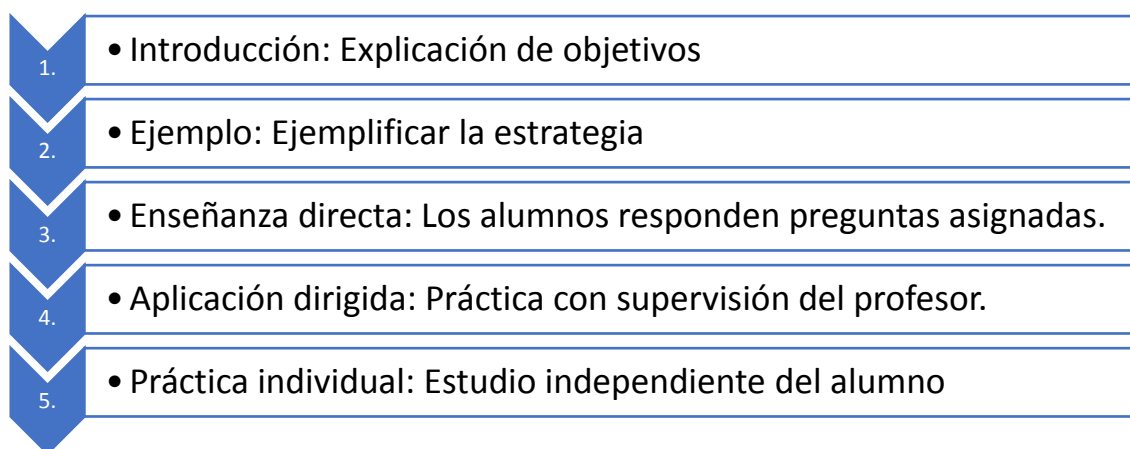 1.
• Introducción: Explicación de objetivos
2.
• Ejemplo: Ejemplificar la estrategia
3.
• Enseñanza directa: Los alumnos responden preguntas asignadas.
4.
• Aplicación dirigida: Práctica con supervisión del profesor.
5.
• Práctica individual: Estudio independiente del alumno